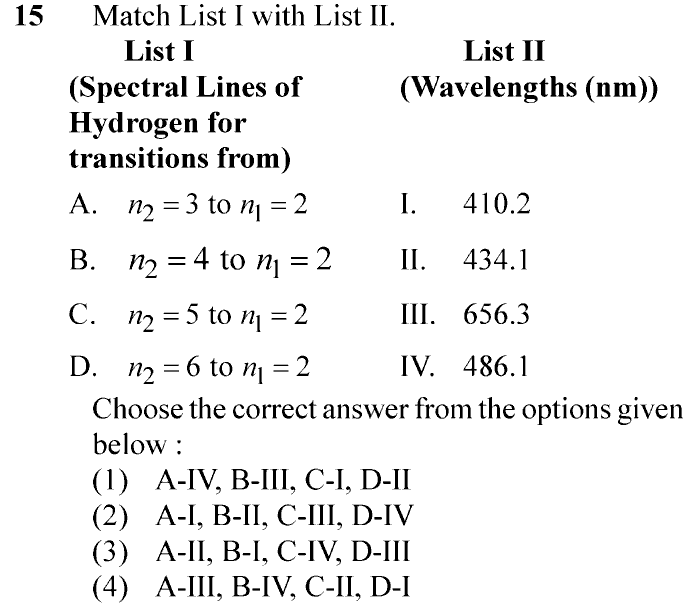 15 Match List I with List II.
List I List II
(Spectral Lines of (Wavelengths (nm))
Hydrogen for
transitions from)
A. n₂ = 3 to n₁ = 2 I. 410.2
B. n₂ = 4 to n₁ = 2 II. 434.1
C. n₂ = 5 to n₁ = 2 III. 656.3
D. n₂ = 6 to n₁ = 2 IV. 486.1
Choose the correct answer from the options given
below :
(1) A-IV, B-III, C-I, D-II
(2) A-I, B-II, C-III, D-IV
(3) A-II, B-I, C-IV, D-III
(4) A-III, B-IV, C-II, D-I